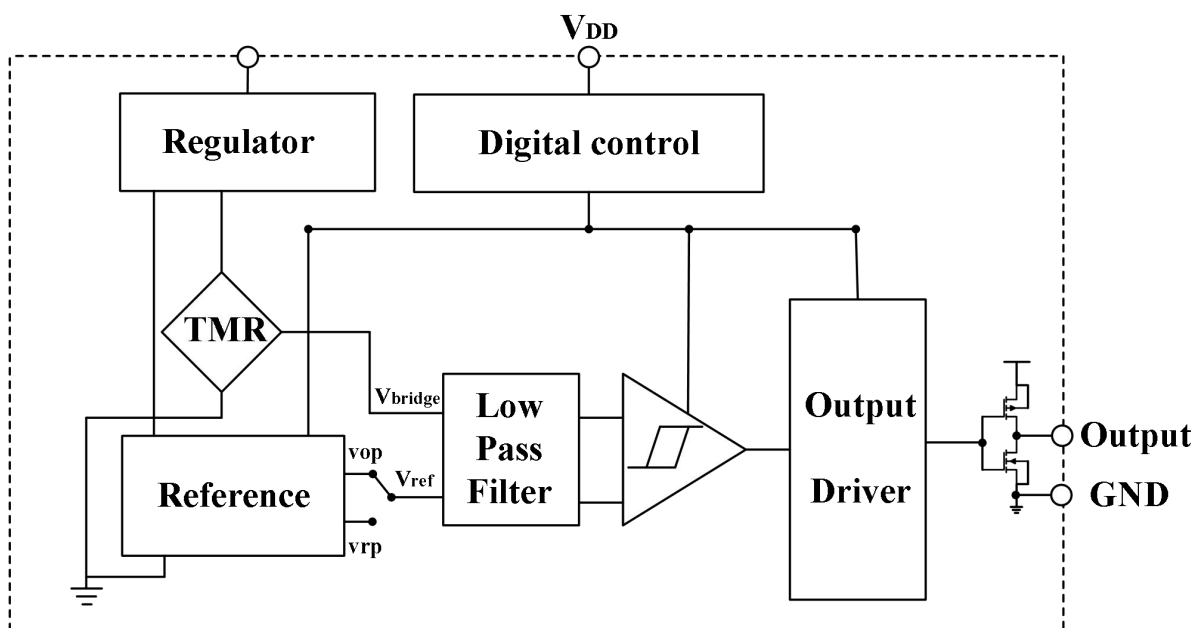 VDD
Regulator
Digital control
TMR
Vbridge
Low
Pass
Filter
Output
Driver
Output
GND
Reference
vop
Vref
vrp